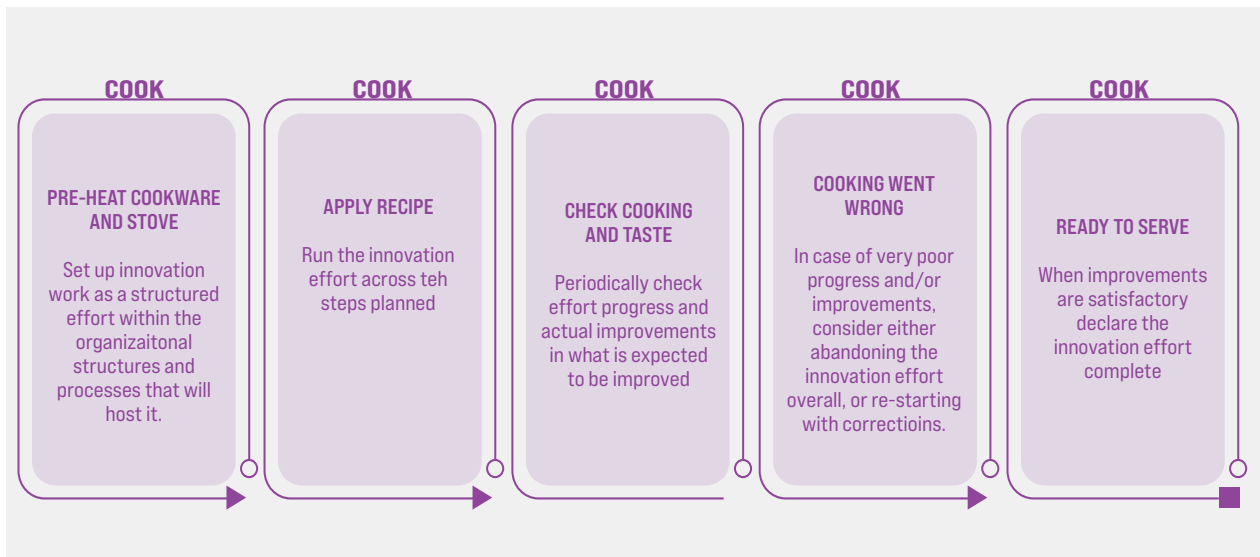 COOK
PRE-HEAT COOKWARE
AND STOVE
Set up innovation
work as a structured
effort within the
organizaitonal
structures and
processes that will
host it.
COOK
APPLY RECIPE
Run the innovation
effort across teh
steps planned
COOK
CHECK COOKING
AND TASTE
Periodically check
effort progress and
actual improvements
in what is expected
to be improved
COOK
COOKING WENT
WRONG
In case of very poor
progress and/or
improvements,
consider either
abandoning the
innovation effort
overall, or re-starting
with correctioins.
COOK
READY TO SERVE
When improvements
are satisfactory
declare the
innovation effort
complete